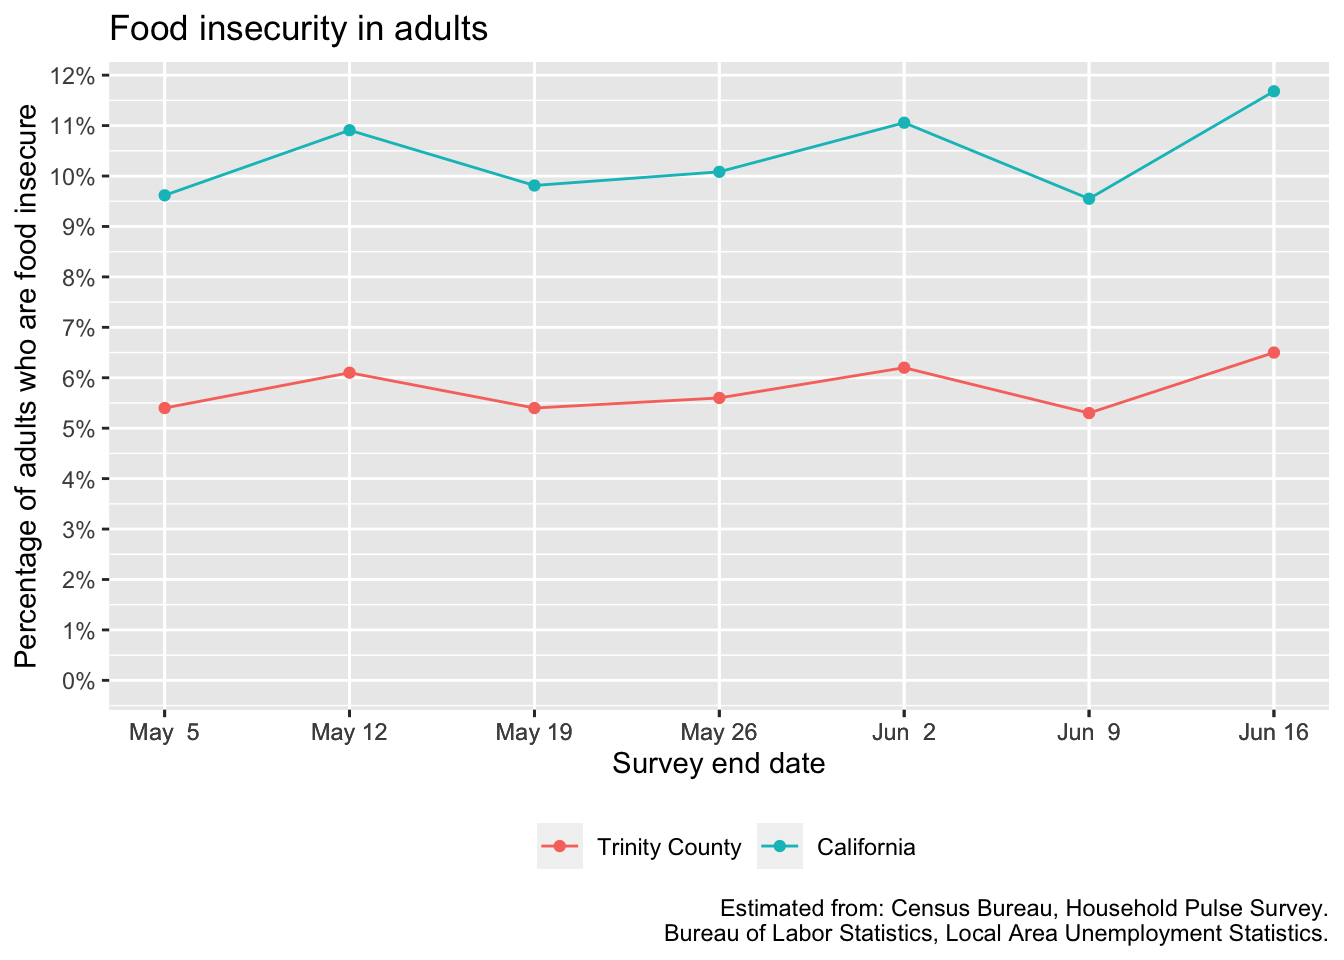 Food insecurity in adults
Percentage of adults who are food insecure
12%
11%
10%
9%
8%
7%
6%
5%
4%
3%
2%
1%
0%
May  5 May 12 May 19 May 26 Jun  2 Jun  9 Jun 16
Survey end date
Trinity County California
Estimated from: Census Bureau, Household Pulse Survey.
Bureau of Labor Statistics, Local Area Unemployment Statistics.